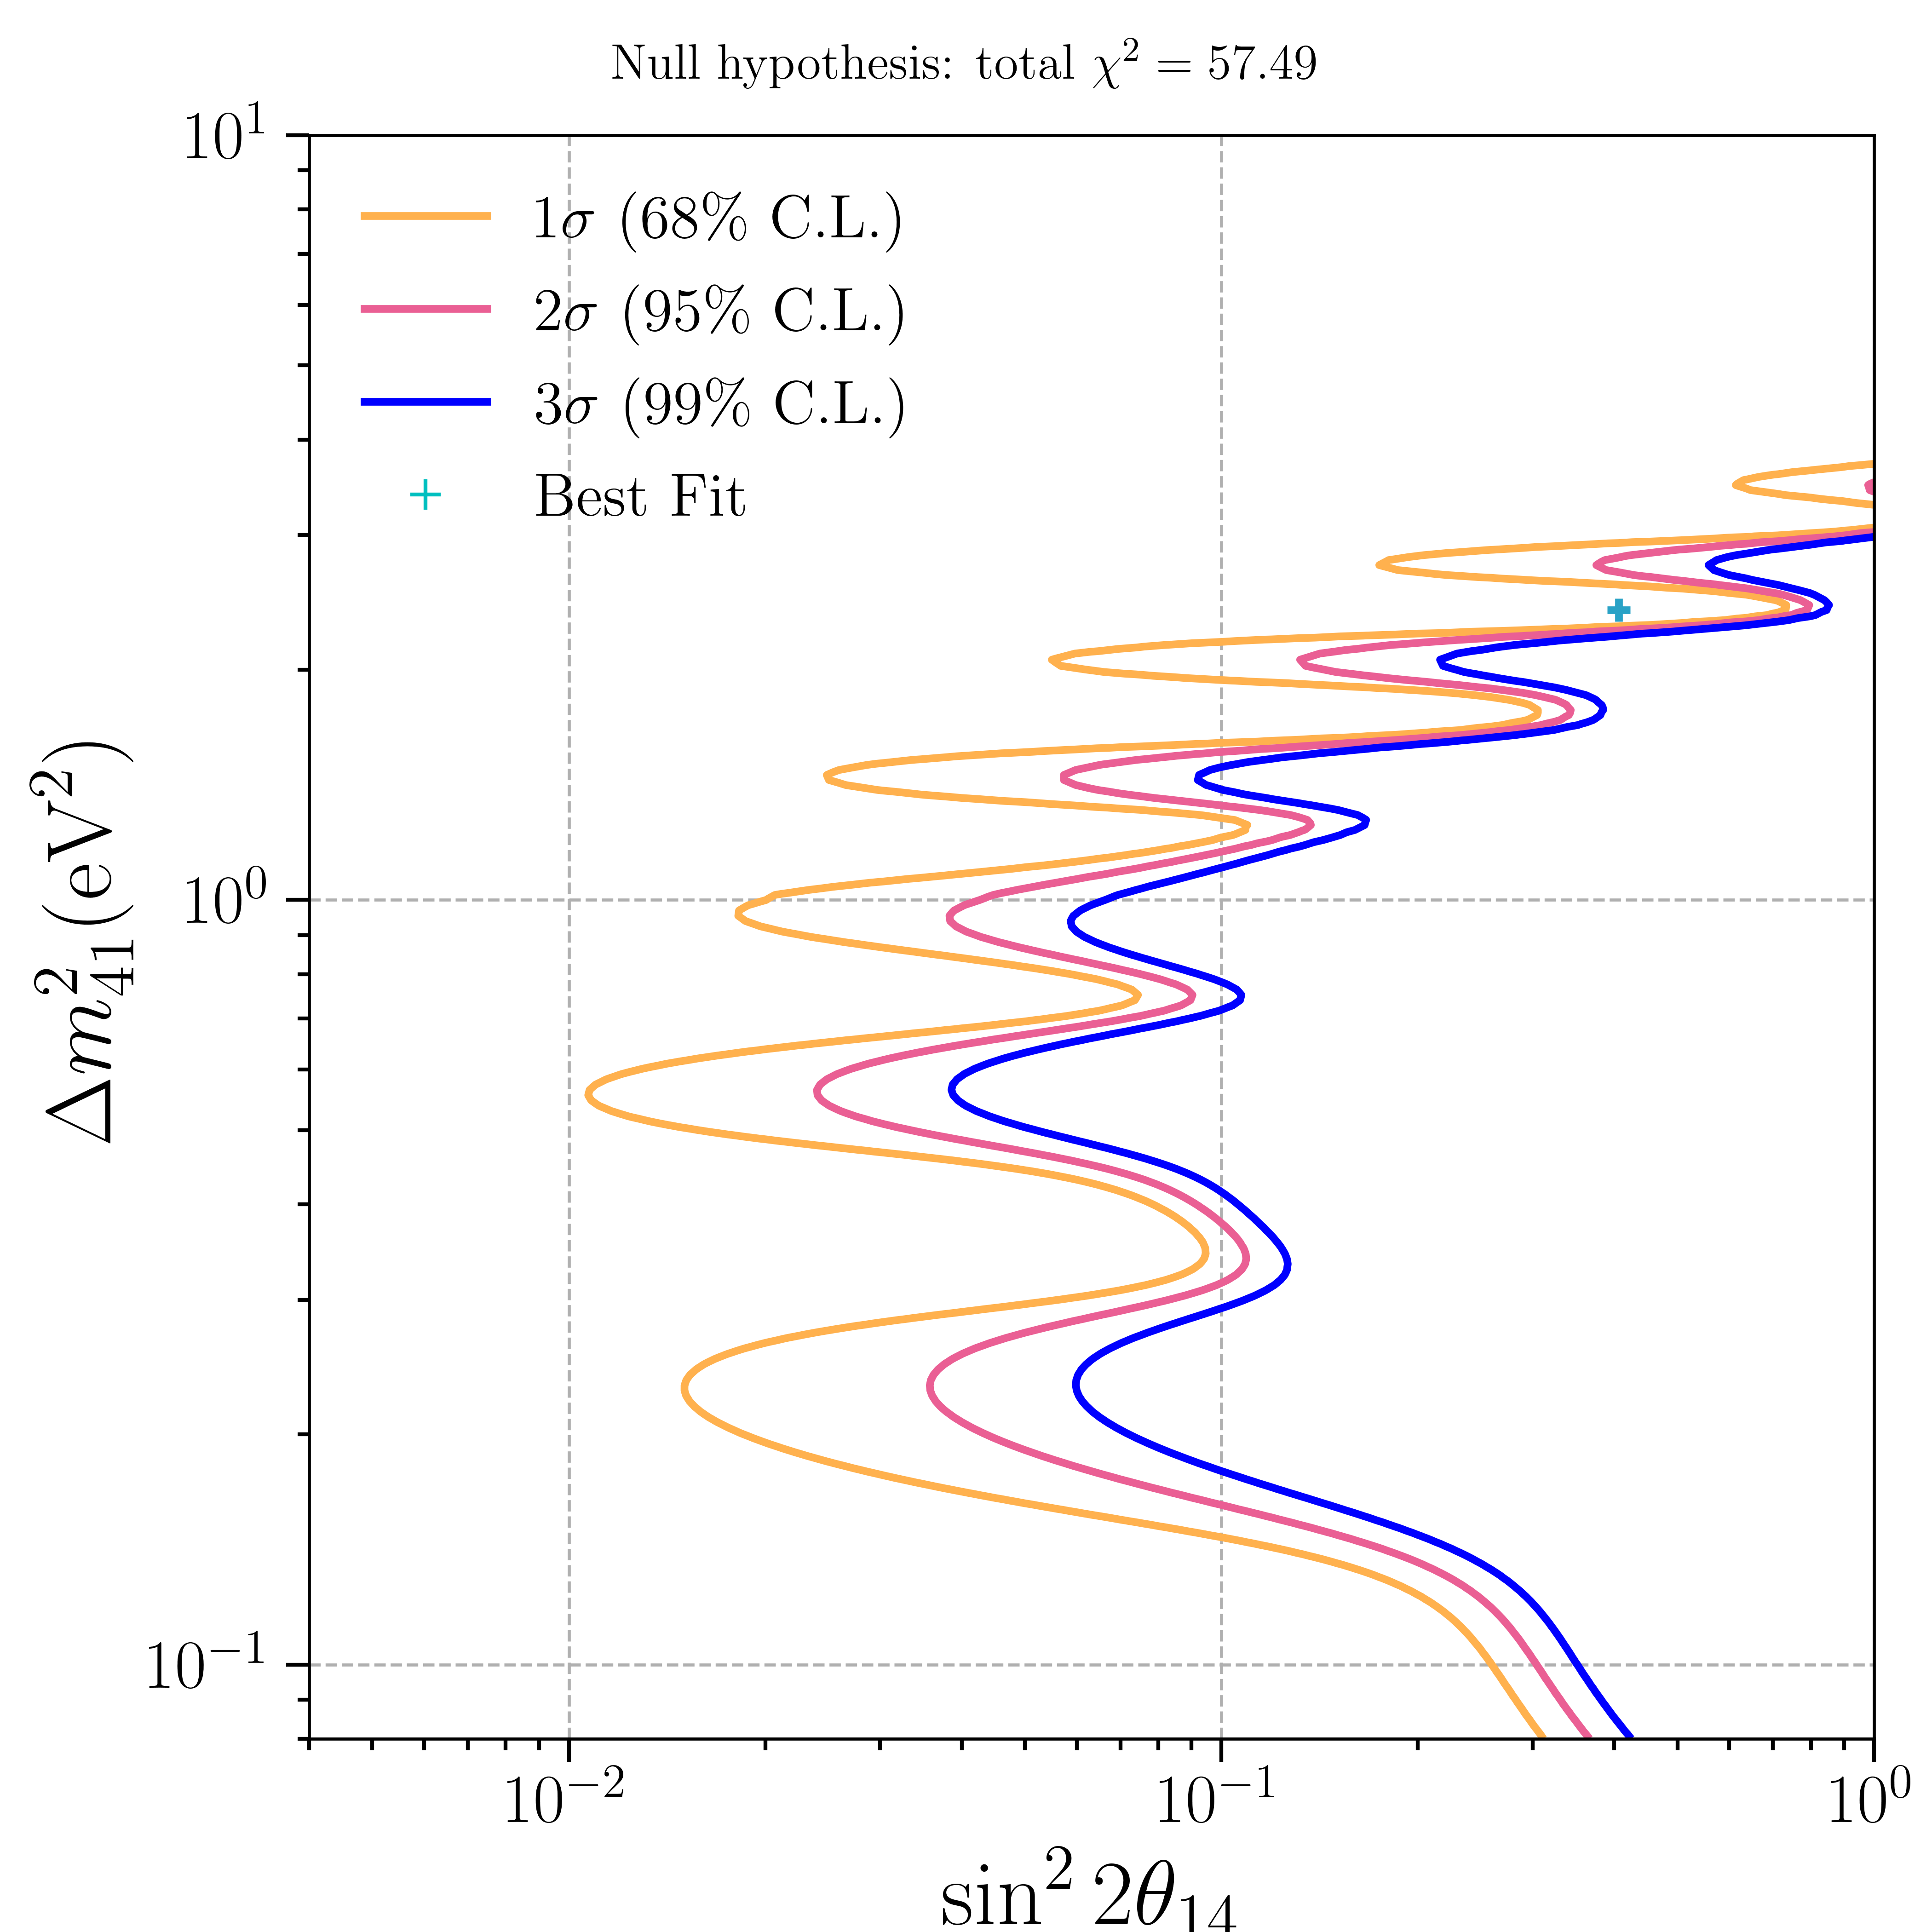 Null hypothesis: total χ² = 57.49
10¹
1σ (68% C.L.)
2σ (95% C.L.)
3σ (99% C.L.)
Best Fit
Δm²₄₁(eV²)
10⁰
10⁻¹
10⁻² 10⁻¹ 10⁰
sin² 2θ₁₄